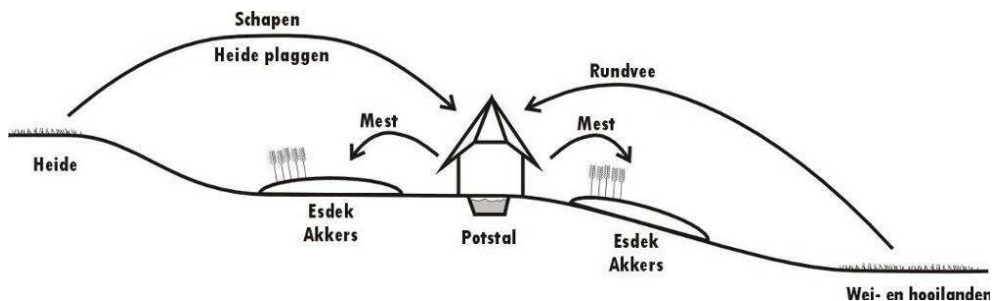 Schapen
Heide plaggen
Rundvee
Mest
Mest
Heide
Esdek
Akkers
Potstal
Esdek
Akkers
Wei- en hooilanden